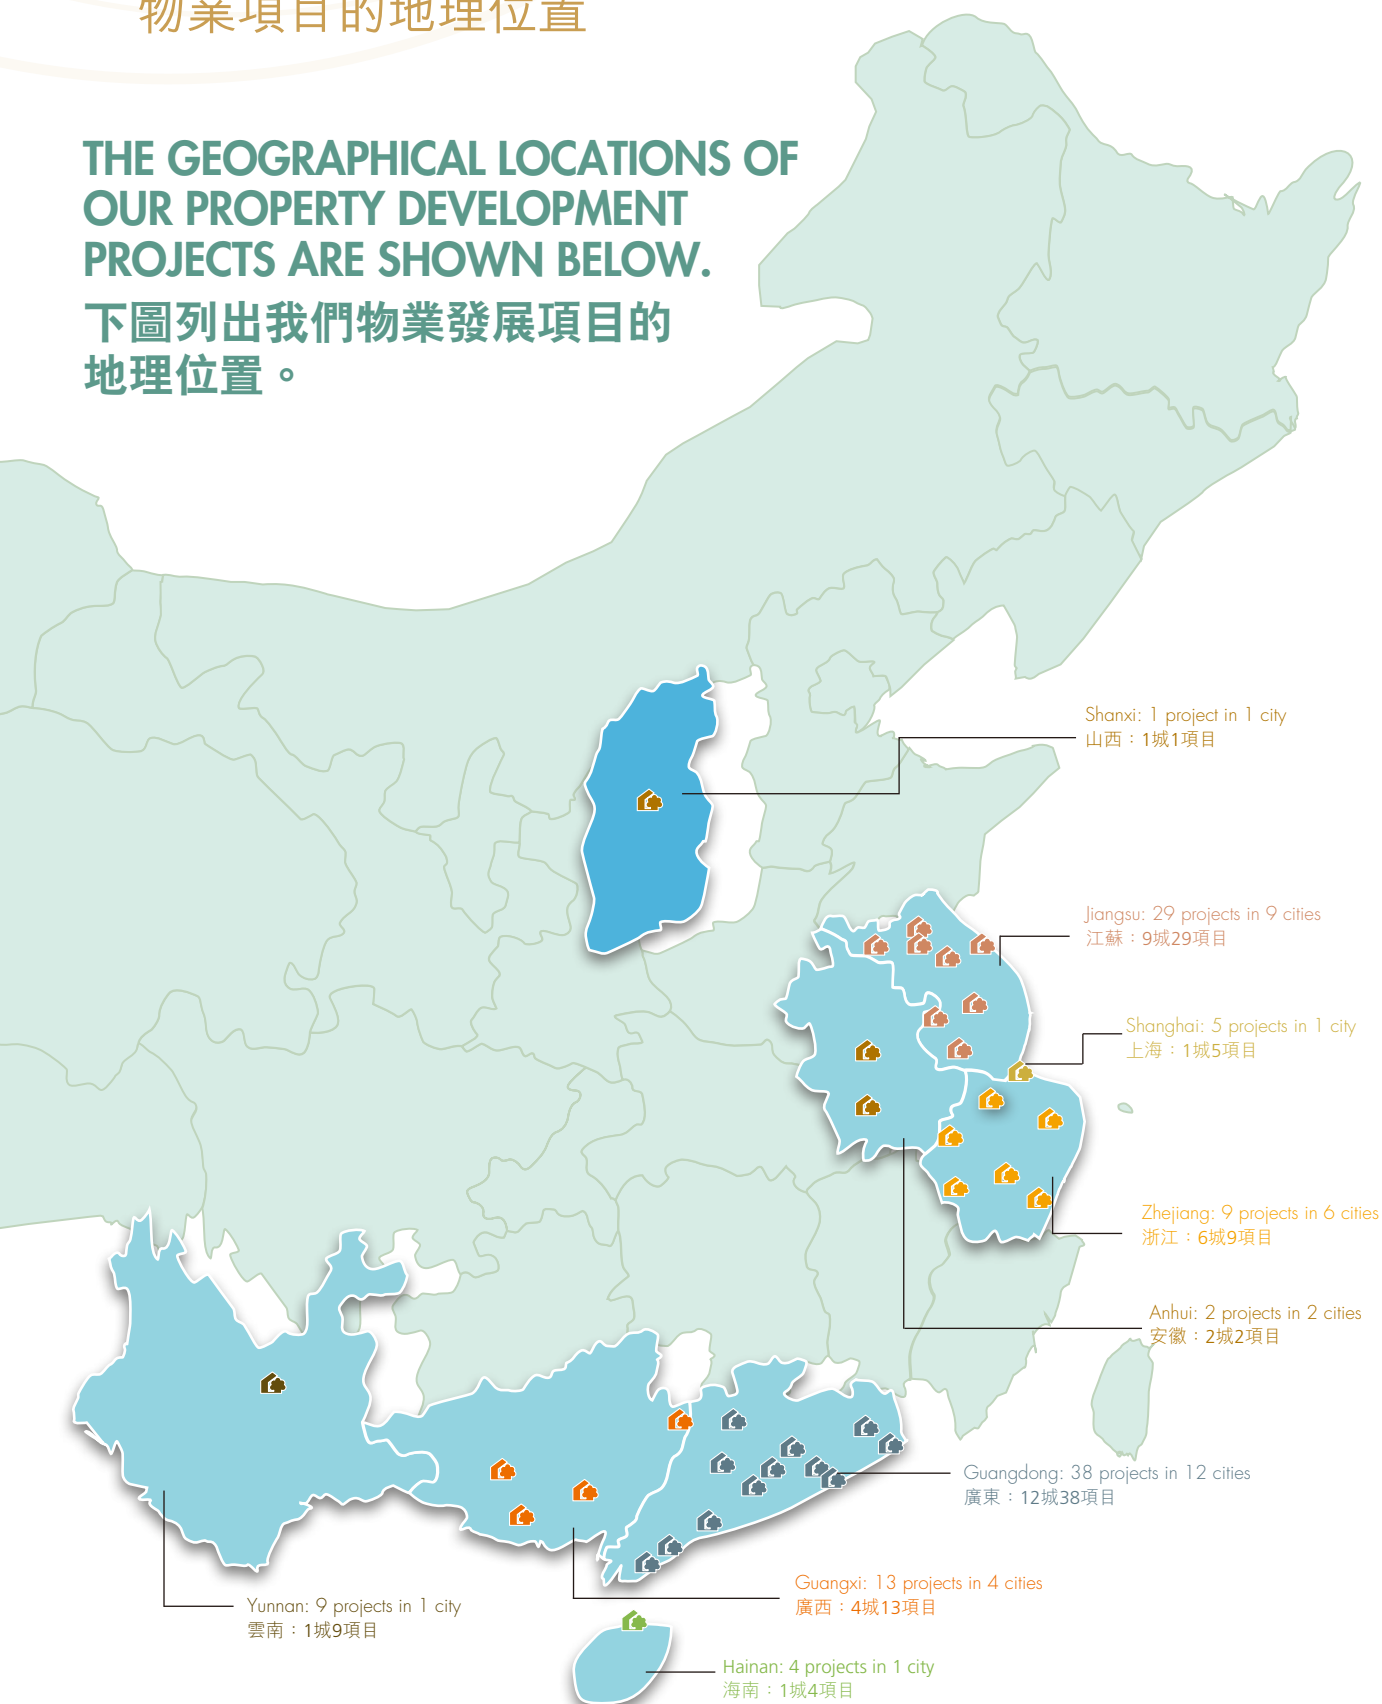 物業項目的地理位置
THE GEOGRAPHICAL LOCATIONS OF
OUR PROPERTY DEVELOPMENT
PROJECTS ARE SHOWN BELOW.
下圖列出我們物業發展項目的
地理位置。
Shanxi: 1 project in 1 city
山西：1城1項目
Jiangsu: 29 projects in 9 cities
江蘇：9城29項目
Shanghai: 5 projects in 1 city
上海：1城5項目
Zhejiang: 9 projects in 6 cities
浙江：6城9項目
Anhui: 2 projects in 2 cities
安徽：2城2項目
Guangdong: 38 projects in 12 cities
廣東：12城38項目
Guangxi: 13 projects in 4 cities
廣西：4城13項目
Yunnan: 9 projects in 1 city
雲南：1城9項目
Hainan: 4 projects in 1 city
海南：1城4項目